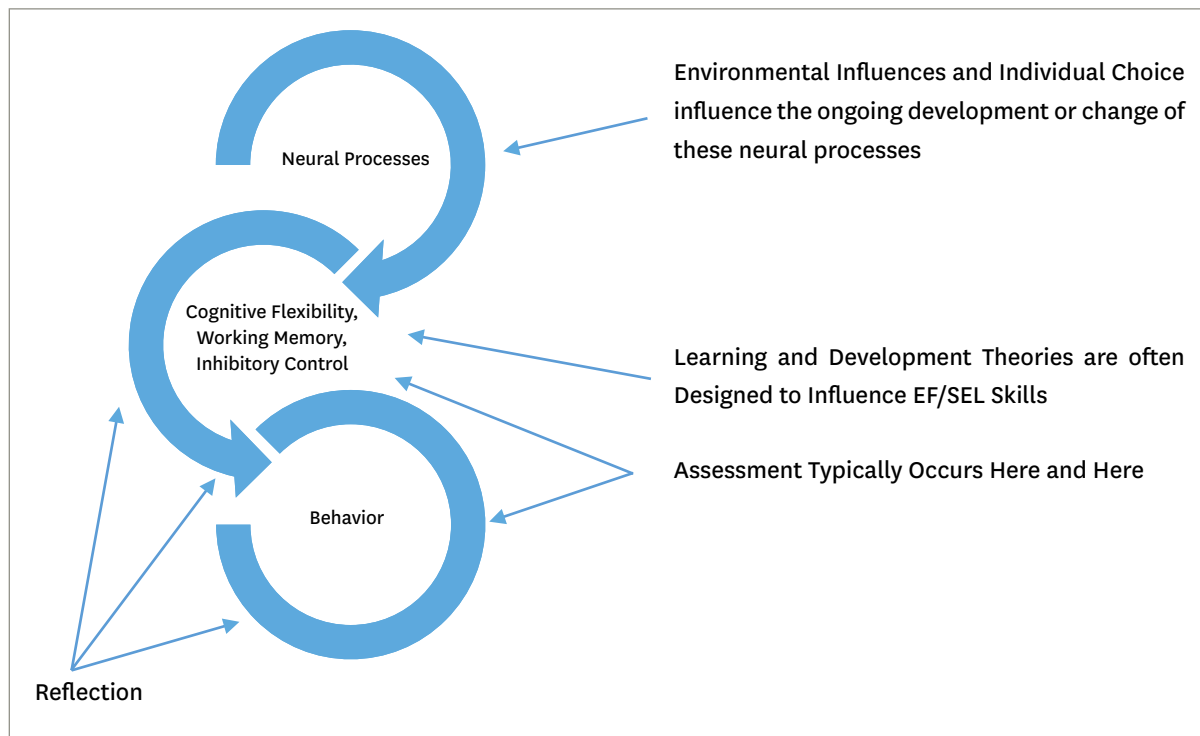 Environmental Influences and Individual Choice
influence the ongoing development or change of
these neural processes
Neural Processes
Cognitive Flexibility,
Working Memory,
Inhibitory Control
Learning and Development Theories are often
Designed to Influence EF/SEL Skills
Assessment Typically Occurs Here and Here
Behavior
Reflection